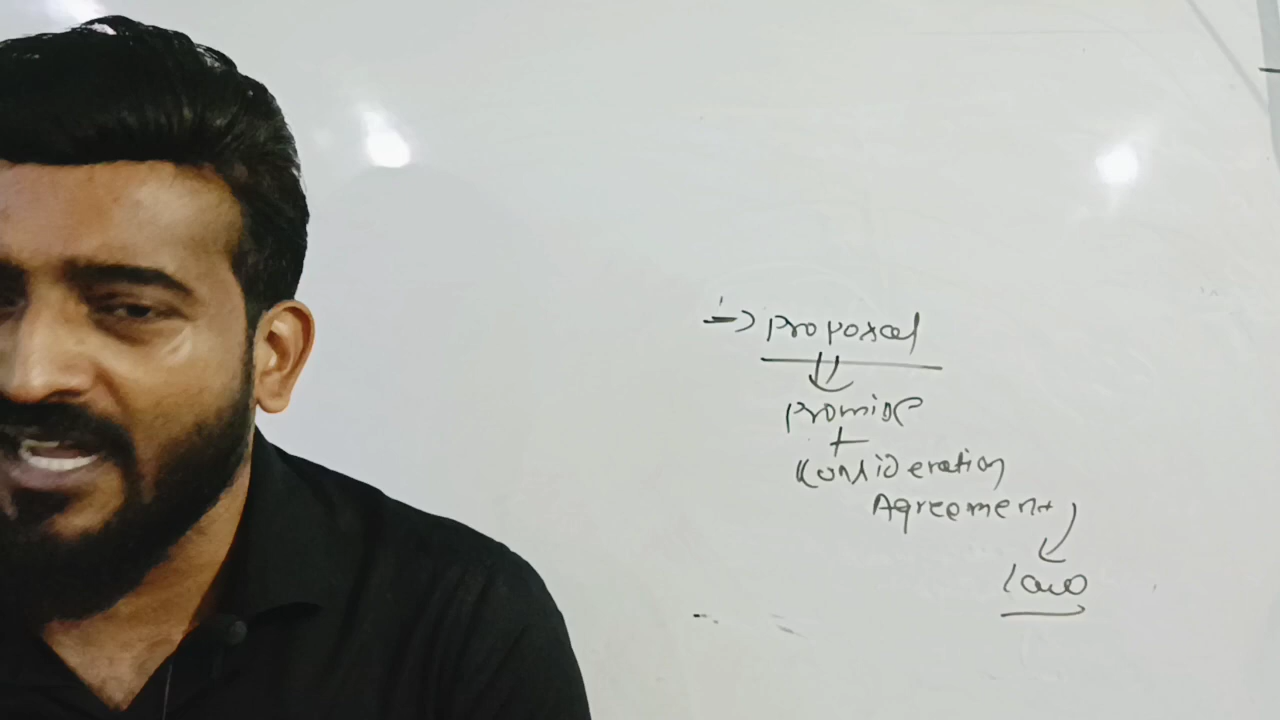 → proposal
promise
+
Consideration
Agreement
law